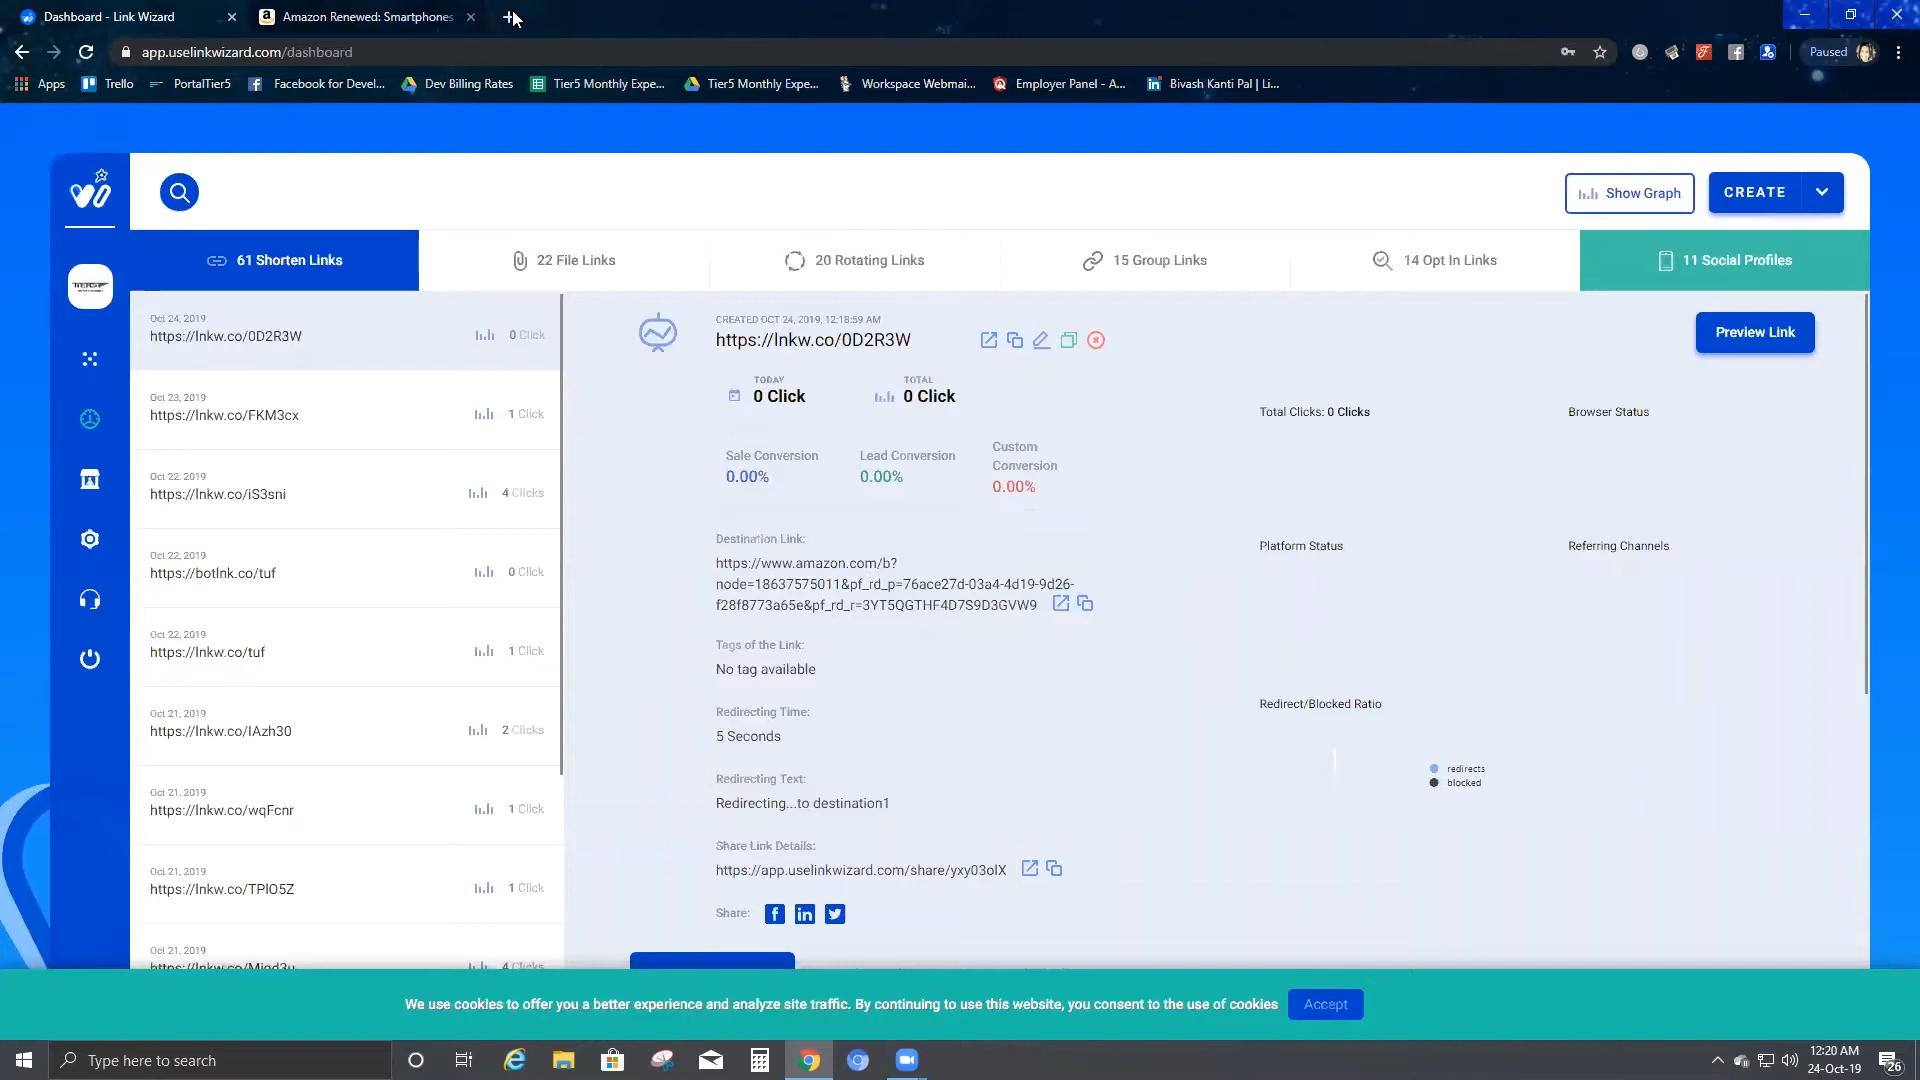 Dashboard - Link Wizard
Amazon Renewed: Smartphones
app.uselinkwizard.com/dashboard
Paused
Apps
Trello
PortalTier5
Facebook for Devel...
Dev Billing Rates
Tier5 Monthly Expe...
Tier5 Monthly Expe...
Workspace Webmai...
Employer Panel - A...
Bivash Kanti Pal | Li...
Show Graph
CREATE
61 Shorten Links
22 File Links
20 Rotating Links
15 Group Links
14 Opt In Links
11 Social Profiles
Oct 24, 2019
https://lnkw.co/0D2R3W
0 Click
Oct 23, 2019
https://lnkw.co/FKM3cx
1 Click
Oct 22, 2019
https://lnkw.co/iS3sni
4 Clicks
Oct 22, 2019
https://botlnk.co/tuf
0 Click
Oct 22, 2019
https://lnkw.co/tuf
1 Click
Oct 21, 2019
https://lnkw.co/IAzh30
2 Clicks
Oct 21, 2019
https://lnkw.co/wqFcnr
1 Click
Oct 21, 2019
https://lnkw.co/TPlO5Z
1 Click
Oct 21, 2019
4 Clicks
CREATED OCT 24, 2019, 12:18:59 AM
https://lnkw.co/0D2R3W
Preview Link
TODAY
0 Click
TOTAL
0 Click
Sale Conversion
0.00%
Lead Conversion
0.00%
Custom
Conversion
0.00%
Total Clicks: 0 Clicks
Browser Status
Destination Link:
https://www.amazon.com/b?
node=18637575011&pf_rd_p=76ace27d-03a4-4d19-9d26-
f28f8773a65e&pf_rd_r=3YT5QGTHF4D7S9D3GVW9
Platform Status
Referring Channels
Tags of the Link:
No tag available
Redirecting Time:
5 Seconds
Redirect/Blocked Ratio
redirects
blocked
Redirecting Text:
Redirecting...to destination1
Share Link Details:
https://app.uselinkwizard.com/share/yxy03olX
Share:
We use cookies to offer you a better experience and analyze site traffic. By continuing to use this website, you consent to the use of cookies
Accept
Type here to search
12:20 AM
24-Oct-19
26